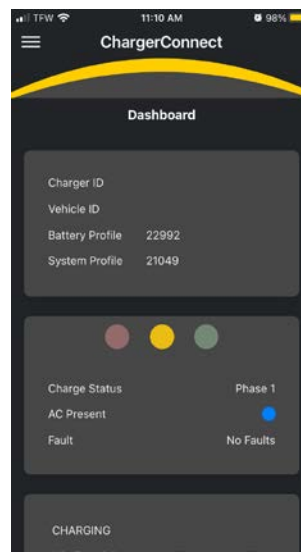 TFW 11:10 AM 98%
ChargerConnect
Dashboard
Charger ID
Vehicle ID
Battery Profile 22992
System Profile 21049
Charge Status Phase 1
AC Present
Fault No Faults
CHARGING